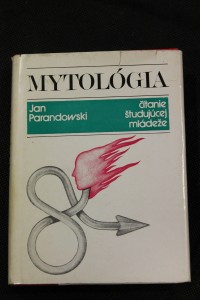 MYTOLÓGIA
Jan
Parandowski
čítanie
študujúcej
mládeže